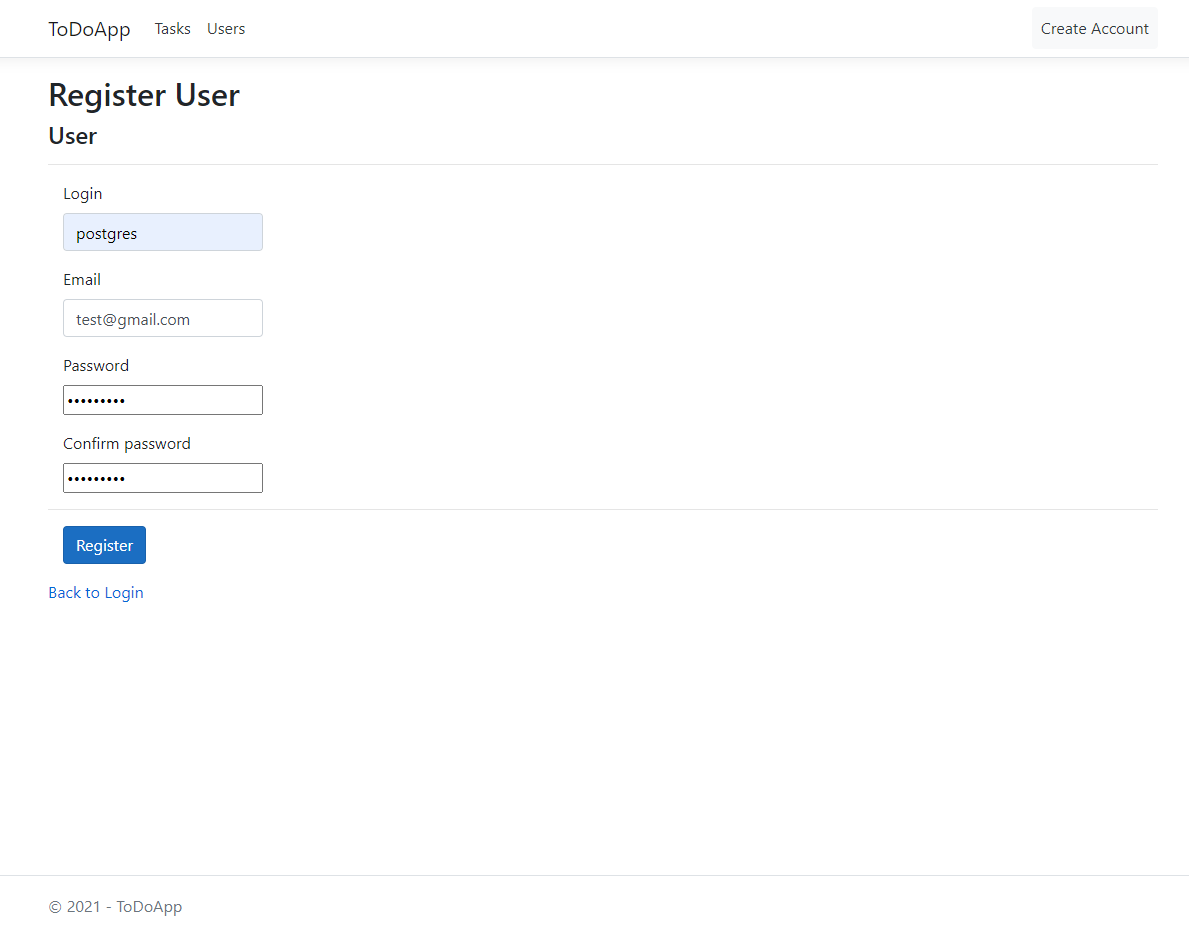 ToDoApp Tasks Users Create Account
Register User
User
Login
postgres
Email
test@gmail.com
Password
•••••••••
Confirm password
•••••••••
Register
Back to Login
© 2021 - ToDoApp